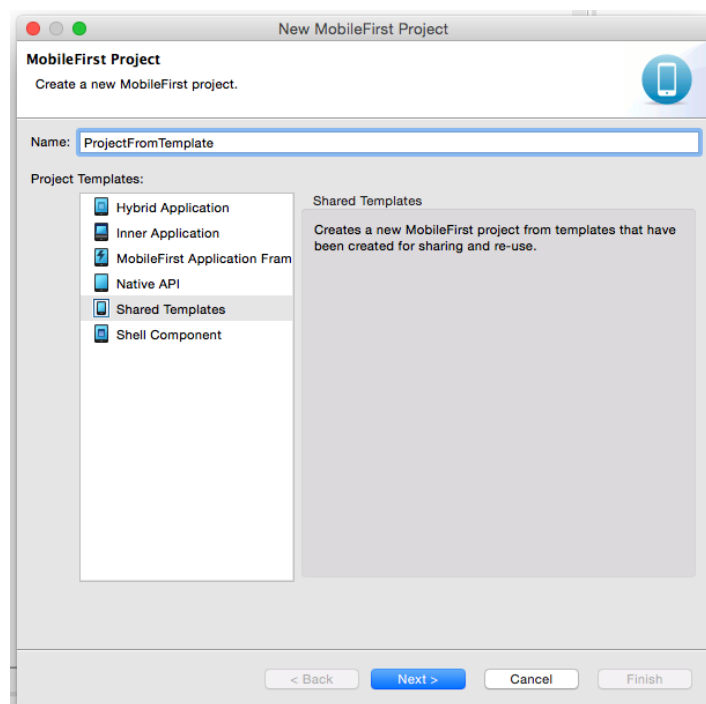 New MobileFirst Project
MobileFirst Project
Create a new MobileFirst project.
Name: ProjectFromTemplate
Project Templates:
Hybrid Application
Inner Application
MobileFirst Application Fram
Native API
Shared Templates
Shell Component
Shared Templates
Creates a new MobileFirst project from templates that have
been created for sharing and re-use.
< Back Next > Cancel Finish